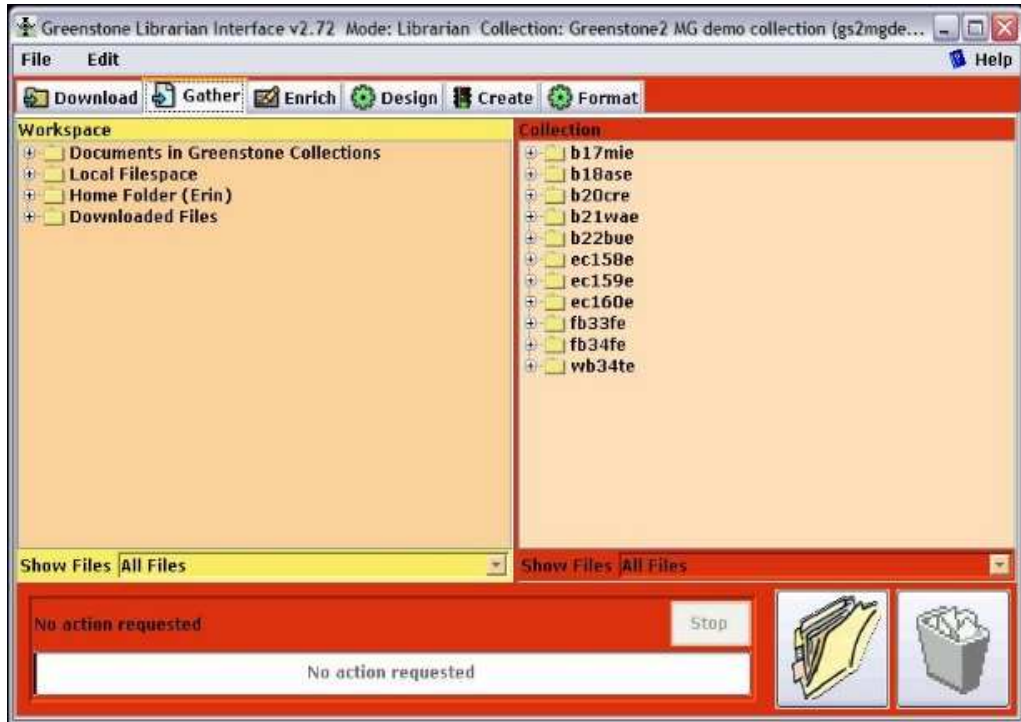 Greenstone Librarian Interface v2.72 Mode: Librarian Collection: Greenstone2 MG demo collection (gs2mgde...
File Edit Help
Download Gather Enrich Design Create Format
Workspace
Documents in Greenstone Collections
Local Filespace
Home Folder (Erin)
Downloaded Files
Collection
b17mie
b18ase
b20cre
b21wae
b22bue
ec158e
ec159e
ec160e
fb33fe
fb34fe
wb34te
Show Files All Files
Show Files All Files
No action requested
Stop
No action requested